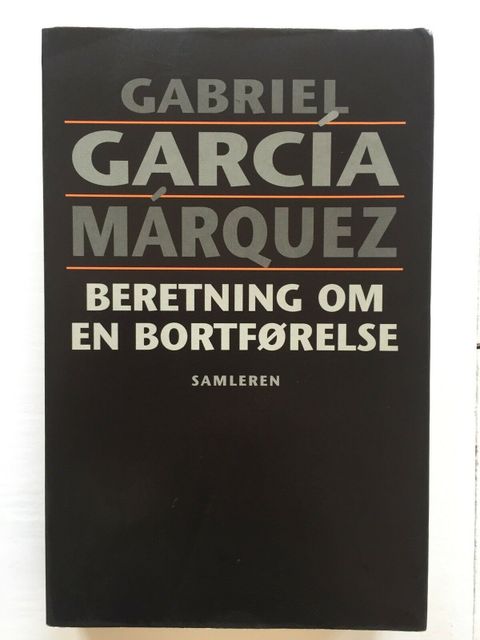 GABRIEL
GARCÍA
MÁRQUEZ
BERETNING OM
EN BORTFØRELSE
SAMLEREN